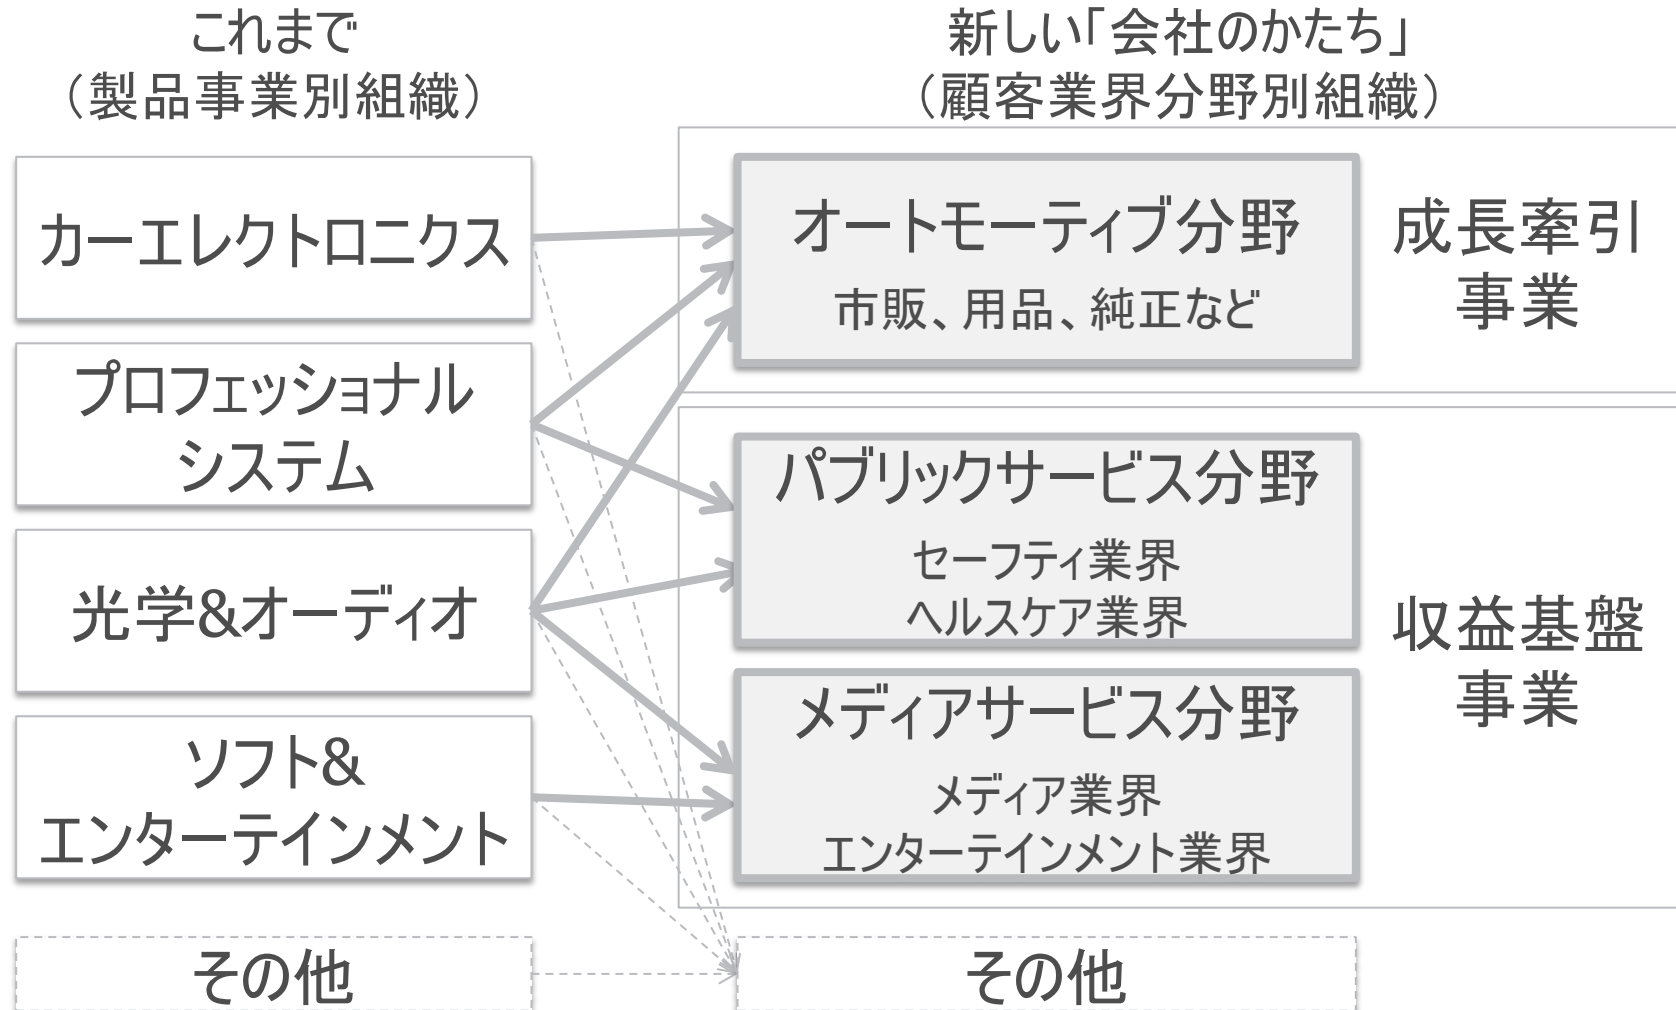 これまで
（製品事業別組織）
カーエレクトロニクス
プロフェッショナル
システム
光学&オーディオ
ソフト&
エンターテインメント
その他
新しい「会社のかたち」
（顧客業界分野別組織）
オートモーティブ分野
市販、用品、純正など
成長牽引
事業
パブリックサービス分野
セーフティ業界
ヘルスケア業界
メディアサービス分野
メディア業界
エンターテインメント業界
収益基盤
事業
その他